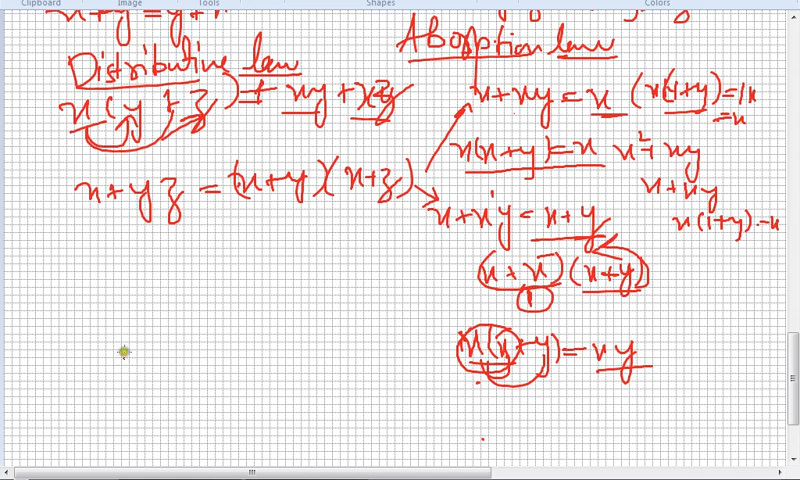 Clipboard Tools Shapes Colors
x+y = y+x
Distributive law
x(y+z) = xy + xz
x+yz = (x+y)(x+z)
Absorption law
x+xy = x (x(1+y)=1x
=x
x(x+y)=x x²+xy
x+xy
x(1+y)=x
x+x'y = x+y
(x+x̅)(x+y)
1
x(x̅+y) = xy